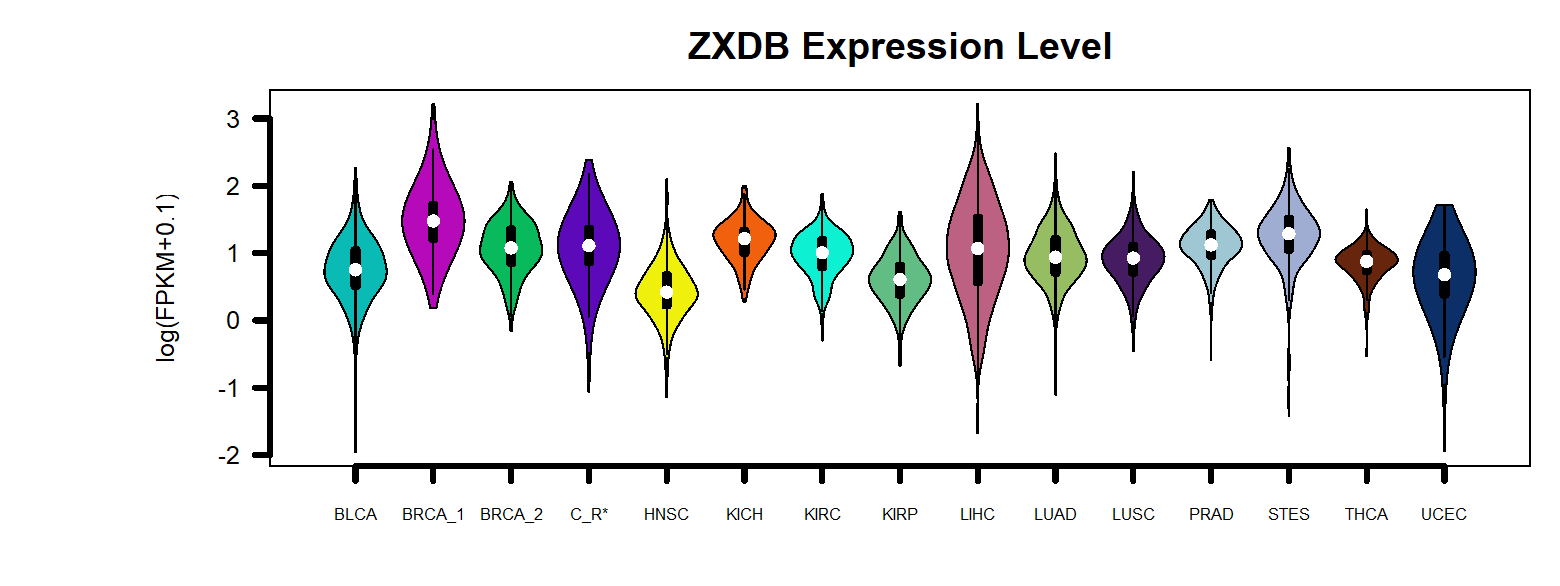 ZXDB Expression Level
log(FPKM+0.1)
3
2
1
0
-1
-2
BLCA BRCA_1 BRCA_2 C_R* HNSC KICH KIRC KIRP LIHC LUAD LUSC PRAD STES THCA UCEC